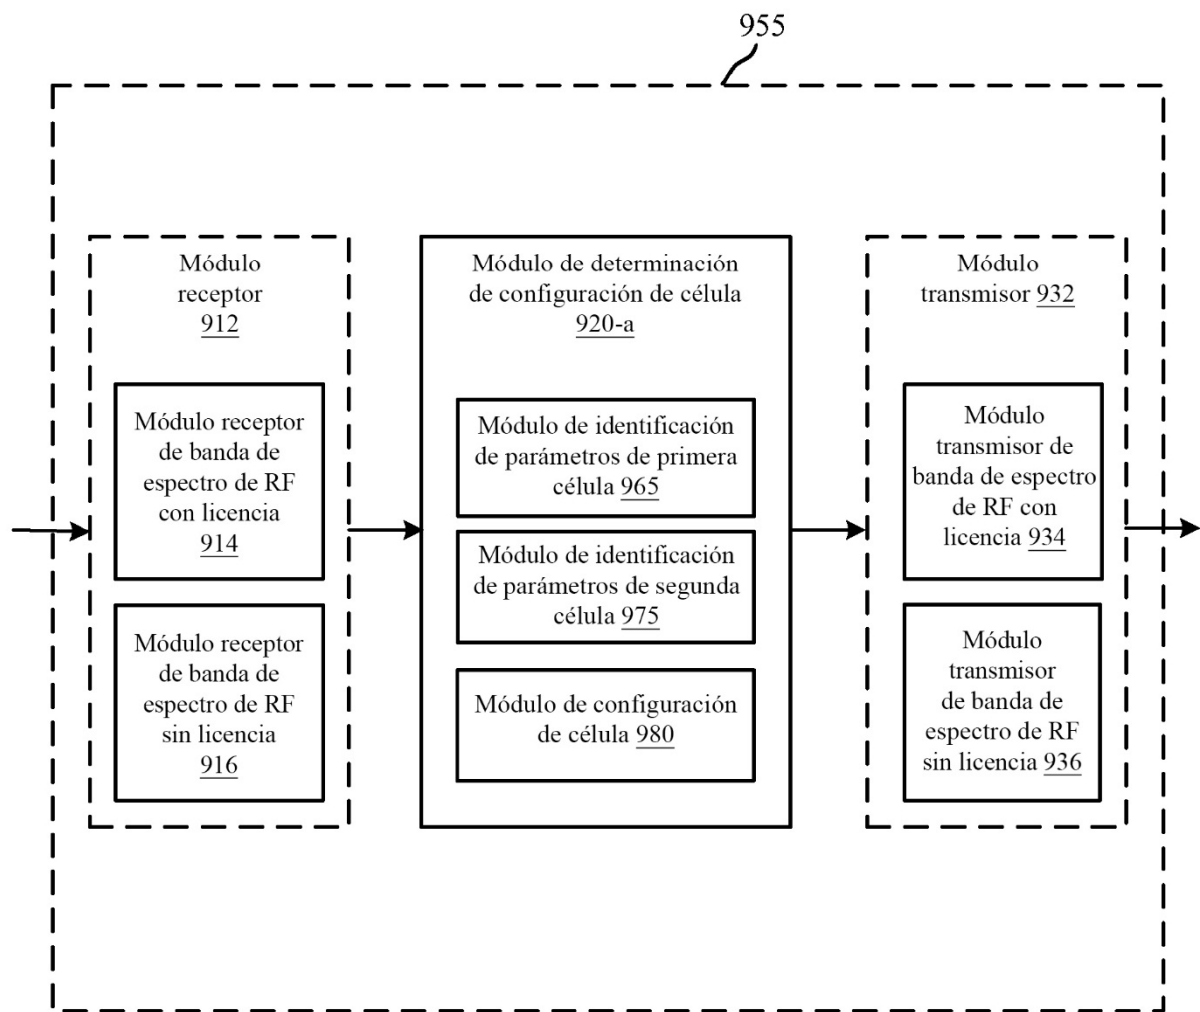 955
Módulo
receptor
912
Módulo receptor
de banda de
espectro de RF
con licencia
914
Módulo receptor
de banda de
espectro de RF
sin licencia
916
Módulo de determinación
de configuración de célula
920-a
Módulo de identificación
de parámetros de primera
célula 965
Módulo de identificación
de parámetros de segunda
célula 975
Módulo de configuración
de célula 980
Módulo
transmisor 932
Módulo
transmisor de
banda de espectro
de RF con
licencia 934
Módulo
transmisor
de banda de
espectro de RF
sin licencia 936